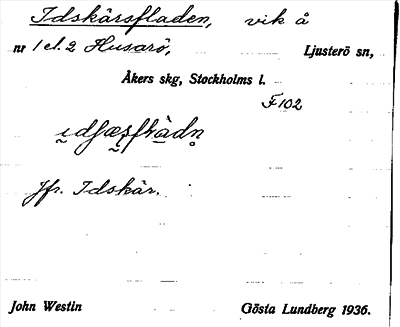 Idskärsfladen, vik å
nr 1 el. 2 Husarö, Ljusterö sn,
Åkers skg, Stockholms l.
F 102
Jfr. Idskär.
John Westin Gösta Lundberg 1936.